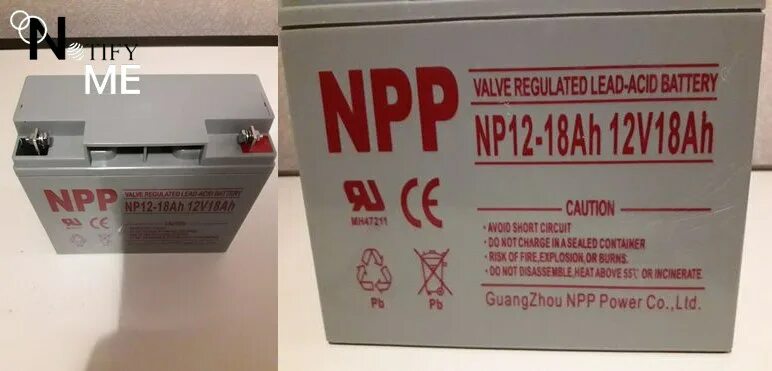 NOTIFY
ME
NPP
VALVE REGULATED LEAD-ACID BATTERY
NP12-18Ah 12V18Ah
NPP
VALVE REGULATED LEAD-ACID BATTERY
NP12-18Ah 12V18Ah
MH47211
CE
CAUTION
• AVOID SHORT CIRCUIT
• DO NOT CHARGE IN A SEALED CONTAINER
• RISK OF FIRE,EXPLOSION, OR BURNS.
• DO NOT DISASSEMBLE,HEAT ABOVE 55℃ OR INCINERATE.
Pb
Pb
GuangZhou NPP Power Co.,Ltd.